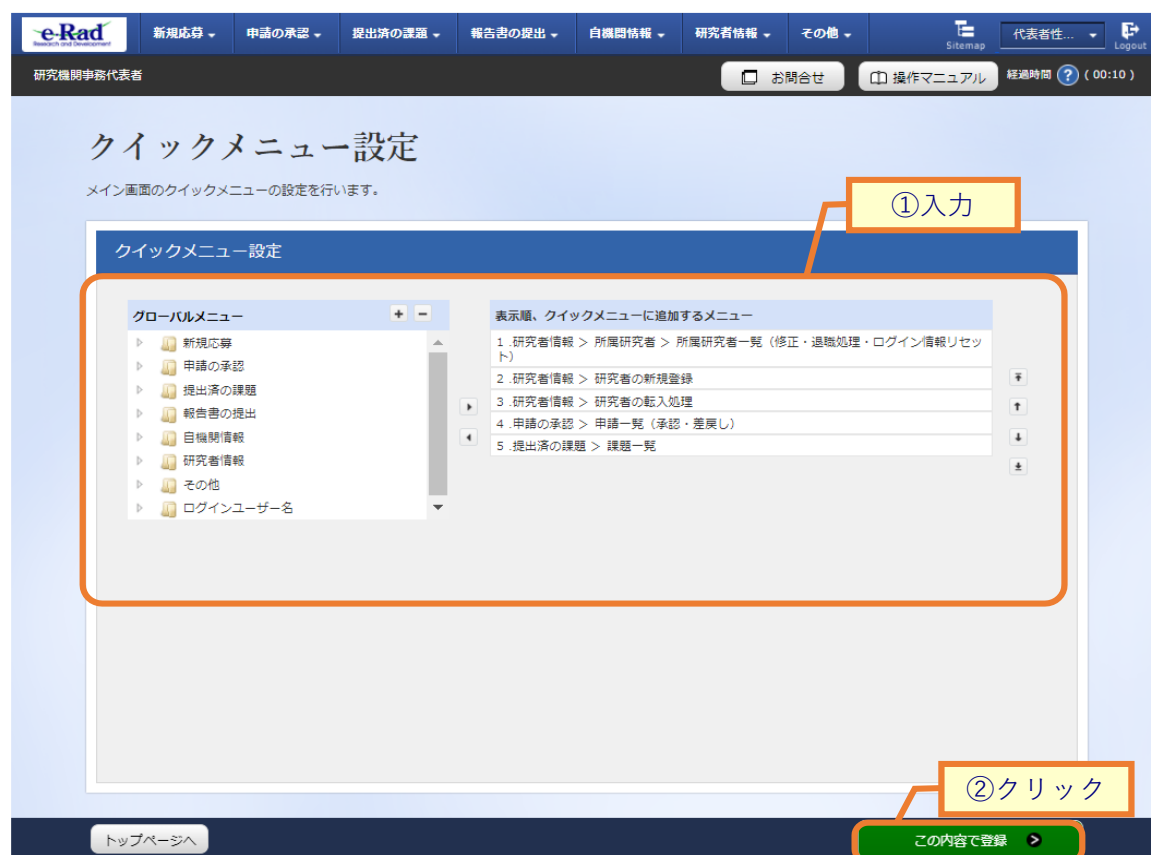 e-Rad
Research and Development
新規応募
申請の承認
提出済の課題
報告書の提出
自機関情報
研究者情報
その他
Sitemap
代表者性...
Logout
研究機関事務代表者
お問合せ
操作マニュアル
経過時間 ? ( 00:10 )
クイックメニュー設定
メイン画面のクイックメニューの設定を行います。
①入力
クイックメニュー設定
グローバルメニュー
新規応募
申請の承認
提出済の課題
報告書の提出
自機関情報
研究者情報
その他
ログインユーザー名
表示順、クイックメニューに追加するメニュー
1 .研究者情報 > 所属研究者 > 所属研究者一覧（修正・退職処理・ログイン情報リセッ
ト）
2 .研究者情報 > 研究者の新規登録
3 .研究者情報 > 研究者の転入処理
4 .申請の承認 > 申請一覧（承認・差戻し）
5 .提出済の課題 > 課題一覧
②クリック
トップページへ
この内容で登録